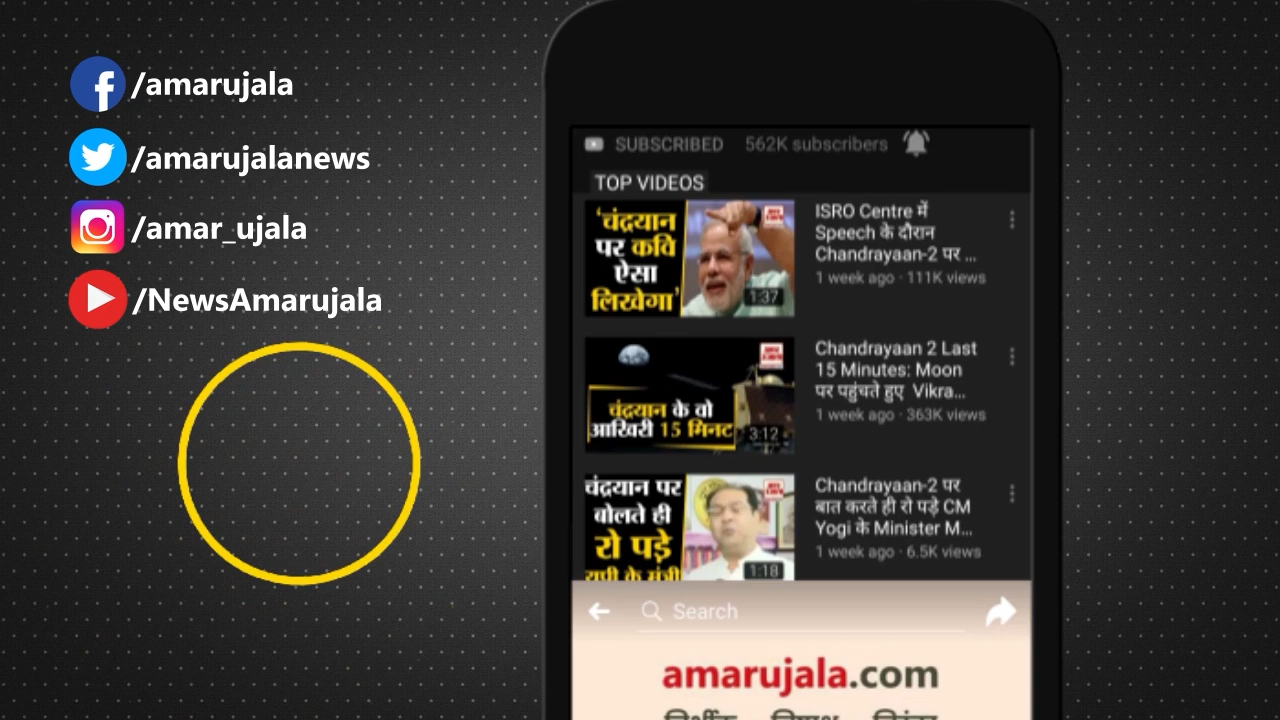 /amarujala
/amarujalanews
/amar_ujala
/NewsAmarujala
SUBSCRIBED 562K subscribers
TOP VIDEOS
'चंद्रयान
पर कवि
ऐसा
लिखेगा'
1:37
ISRO Centre में
Speech के दौरान
Chandrayaan-2 पर ...
1 week ago · 111K views
चंद्रयान के वो
आखिरी 15 मिनट
3:12
Chandrayaan 2 Last
15 Minutes: Moon
पर पहुंचते हुए Vikra...
1 week ago · 363K views
चंद्रयान पर
बोलते ही
रो पड़े
यूपी के मंत्री
1:18
Chandrayaan-2 पर
बात करते ही रो पड़े CM
Yogi के Minister M...
1 week ago · 6.5K views
Search
amarujala.com